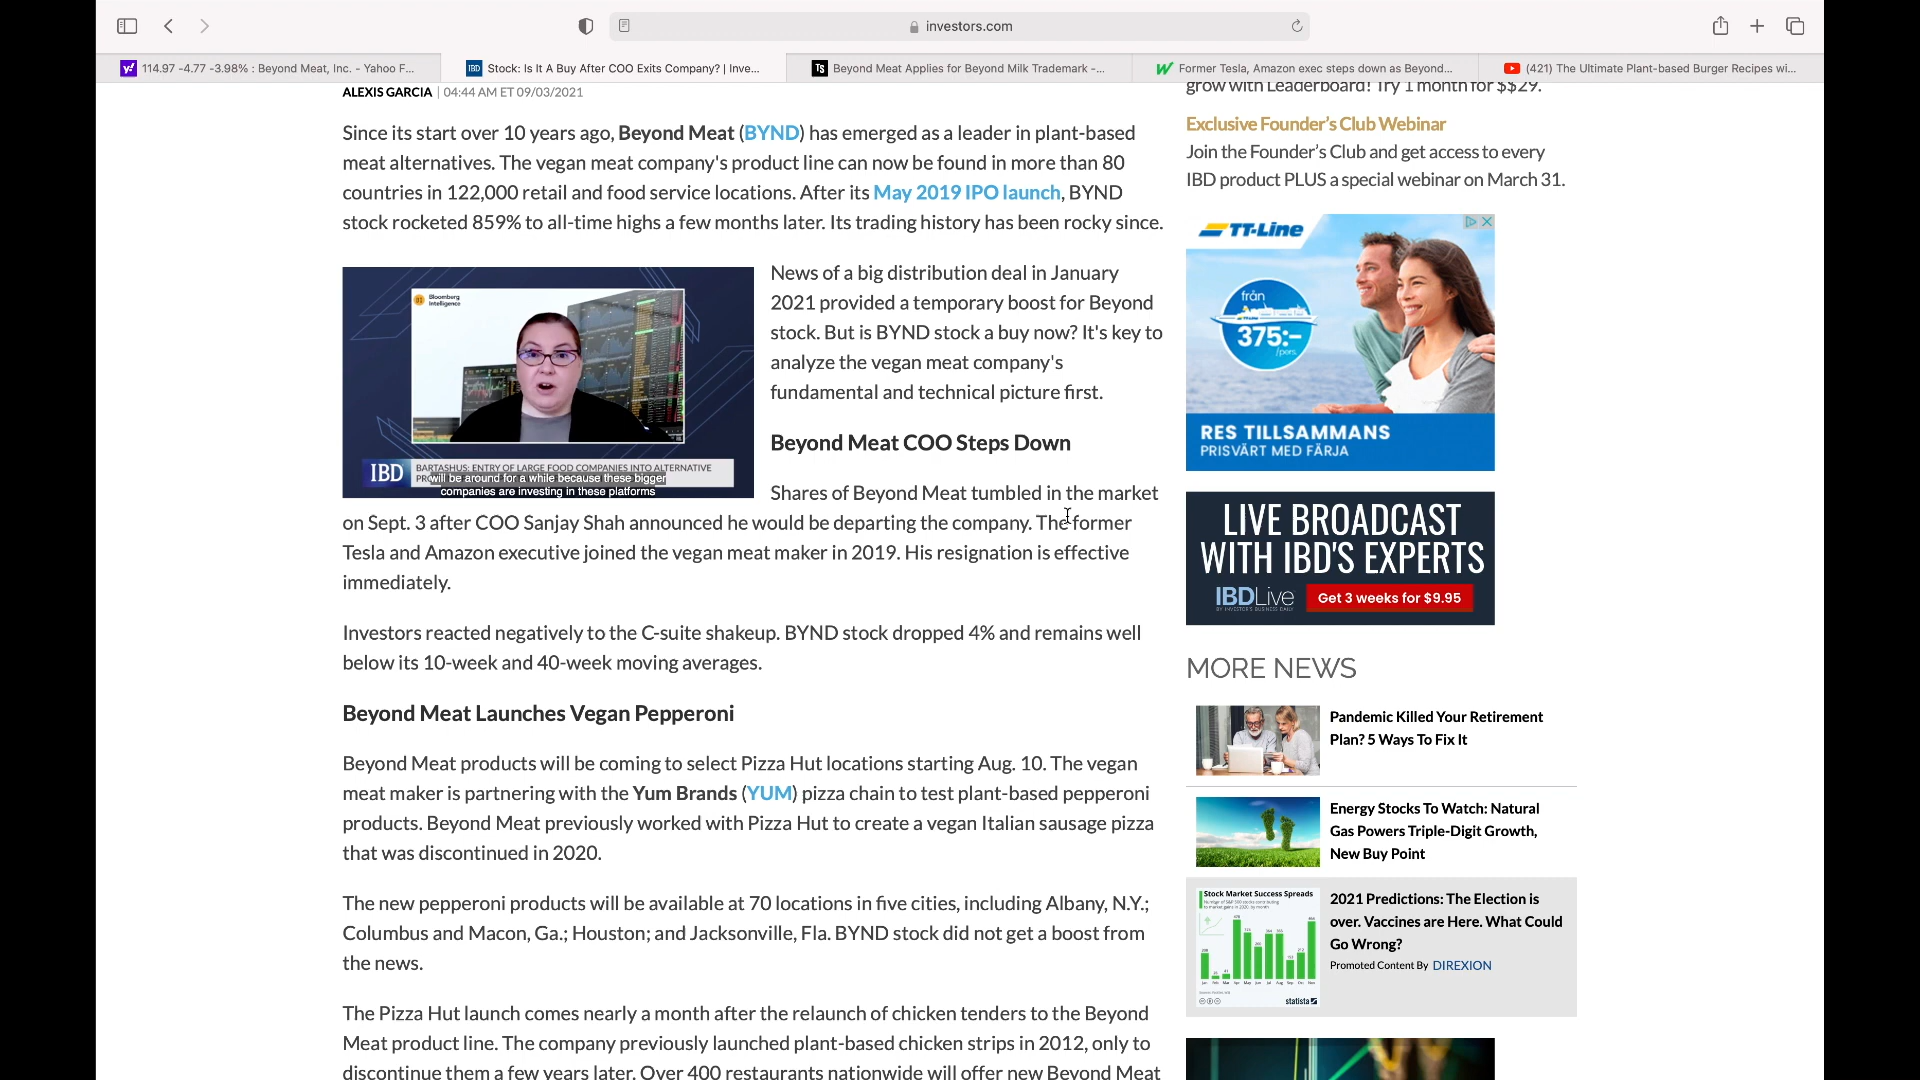 investors.com
114.97 -4.77 -3.98% : Beyond Meat, Inc. - Yahoo F...
IBD
Stock: Is It A Buy After COO Exits Company? | Inve...
TS
Beyond Meat Applies for Beyond Milk Trademark -...
Former Tesla, Amazon exec steps down as Beyond...
(421) The Ultimate Plant-based Burger Recipes wi...
ALEXIS GARCIA | 04:44 AM ET 09/03/2021
Since its start over 10 years ago, Beyond Meat (BYND) has emerged as a leader in plant-based
meat alternatives. The vegan meat company's product line can now be found in more than 80
countries in 122,000 retail and food service locations. After its May 2019 IPO launch, BYND
stock rocketed 859% to all-time highs a few months later. Its trading history has been rocky since.
Bloomberg
Intelligence
IBD
BARTASHUS: ENTRY OF LARGE FOOD COMPANIES INTO ALTERNATIVE
will be around for a while because these bigger
companies are investing in these platforms
News of a big distribution deal in January
2021 provided a temporary boost for Beyond
stock. But is BYND stock a buy now? It's key to
analyze the vegan meat company's
fundamental and technical picture first.
Beyond Meat COO Steps Down
Shares of Beyond Meat tumbled in the market
on Sept. 3 after COO Sanjay Shah announced he would be departing the company. The former
Tesla and Amazon executive joined the vegan meat maker in 2019. His resignation is effective
immediately.
Investors reacted negatively to the C-suite shakeup. BYND stock dropped 4% and remains well
below its 10-week and 40-week moving averages.
Beyond Meat Launches Vegan Pepperoni
Beyond Meat products will be coming to select Pizza Hut locations starting Aug. 10. The vegan
meat maker is partnering with the Yum Brands (YUM) pizza chain to test plant-based pepperoni
products. Beyond Meat previously worked with Pizza Hut to create a vegan Italian sausage pizza
that was discontinued in 2020.
The new pepperoni products will be available at 70 locations in five cities, including Albany, N.Y.;
Columbus and Macon, Ga.; Houston; and Jacksonville, Fla. BYND stock did not get a boost from
the news.
The Pizza Hut launch comes nearly a month after the relaunch of chicken tenders to the Beyond
Meat product line. The company previously launched plant-based chicken strips in 2012, only to
discontinue them a few years later. Over 400 restaurants nationwide will offer new Beyond Meat
grow with Leaderboard! Try 1 month for $$29.
Exclusive Founder's Club Webinar
Join the Founder's Club and get access to every
IBD product PLUS a special webinar on March 31.
TT-Line
från
375:-
/pers.
RES TILLSAMMANS
PRISVÄRT MED FÄRJA
LIVE BROADCAST
WITH IBD'S EXPERTS
IBDLive
BY INVESTOR'S BUSINESS DAILY
Get 3 weeks for $9.95
MORE NEWS
Pandemic Killed Your Retirement
Plan? 5 Ways To Fix It
Energy Stocks To Watch: Natural
Gas Powers Triple-Digit Growth,
New Buy Point
Stock Market Success Spreads
statista
2021 Predictions: The Election is
over. Vaccines are Here. What Could
Go Wrong?
Promoted Content By DIREXION